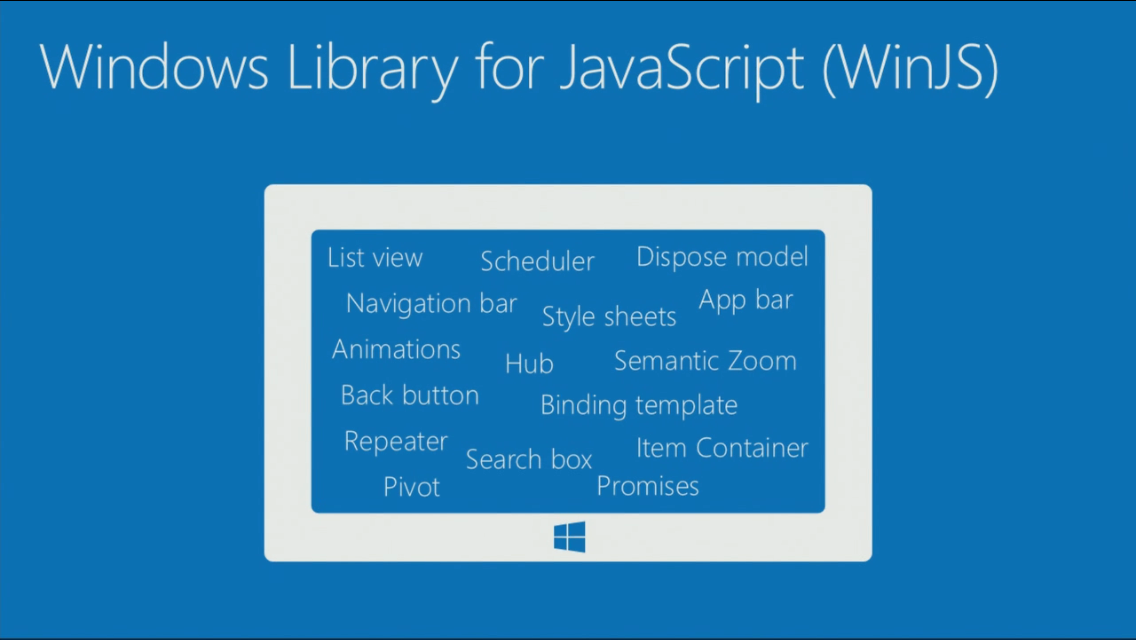 Windows Library for JavaScript (WinJS)
List view
Scheduler
Dispose model
Navigation bar
Style sheets
App bar
Animations
Hub
Semantic Zoom
Back button
Binding template
Repeater
Search box
Item Container
Pivot
Promises